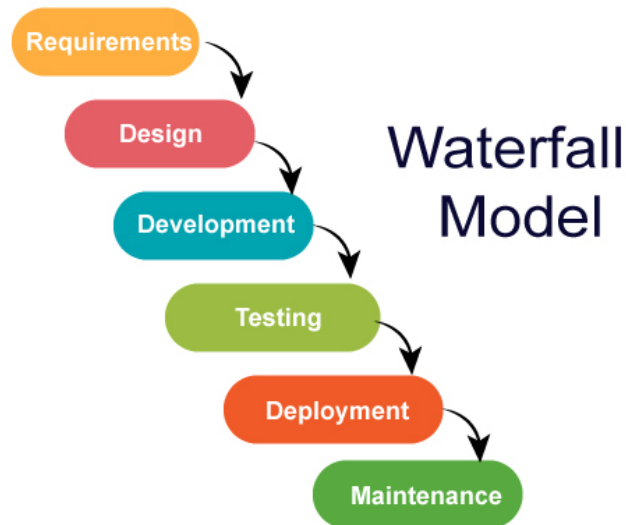 Requirements
Design
Development
Testing
Deployment
Maintenance
Waterfall
Model